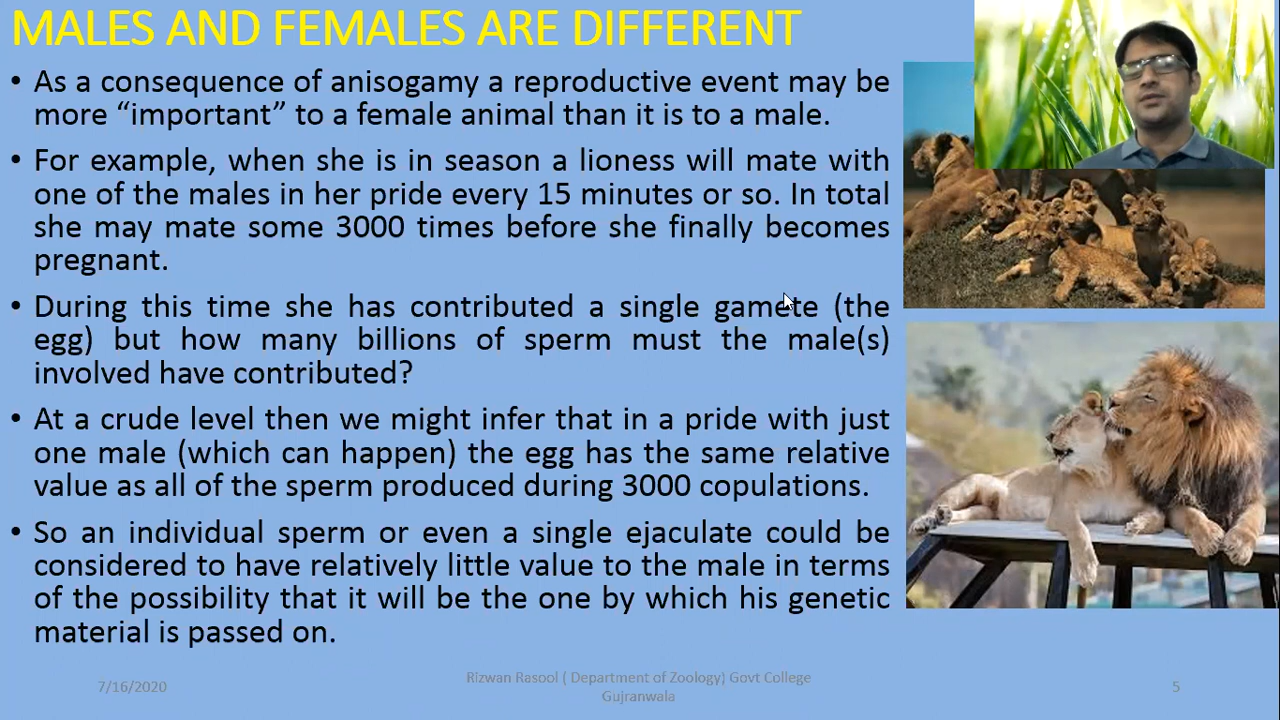 MALES AND FEMALES ARE DIFFERENT
• As a consequence of anisogamy a reproductive event may be
more “important” to a female animal than it is to a male.
• For example, when she is in season a lioness will mate with
one of the males in her pride every 15 minutes or so. In total
she may mate some 3000 times before she finally becomes
pregnant.
• During this time she has contributed a single gamete (the
egg) but how many billions of sperm must the male(s)
involved have contributed?
• At a crude level then we might infer that in a pride with just
one male (which can happen) the egg has the same relative
value as all of the sperm produced during 3000 copulations.
• So an individual sperm or even a single ejaculate could be
considered to have relatively little value to the male in terms
of the possibility that it will be the one by which his genetic
material is passed on.
7/16/2020
Rizwan Rasool ( Department of Zoology) Govt College
Gujranwala
5